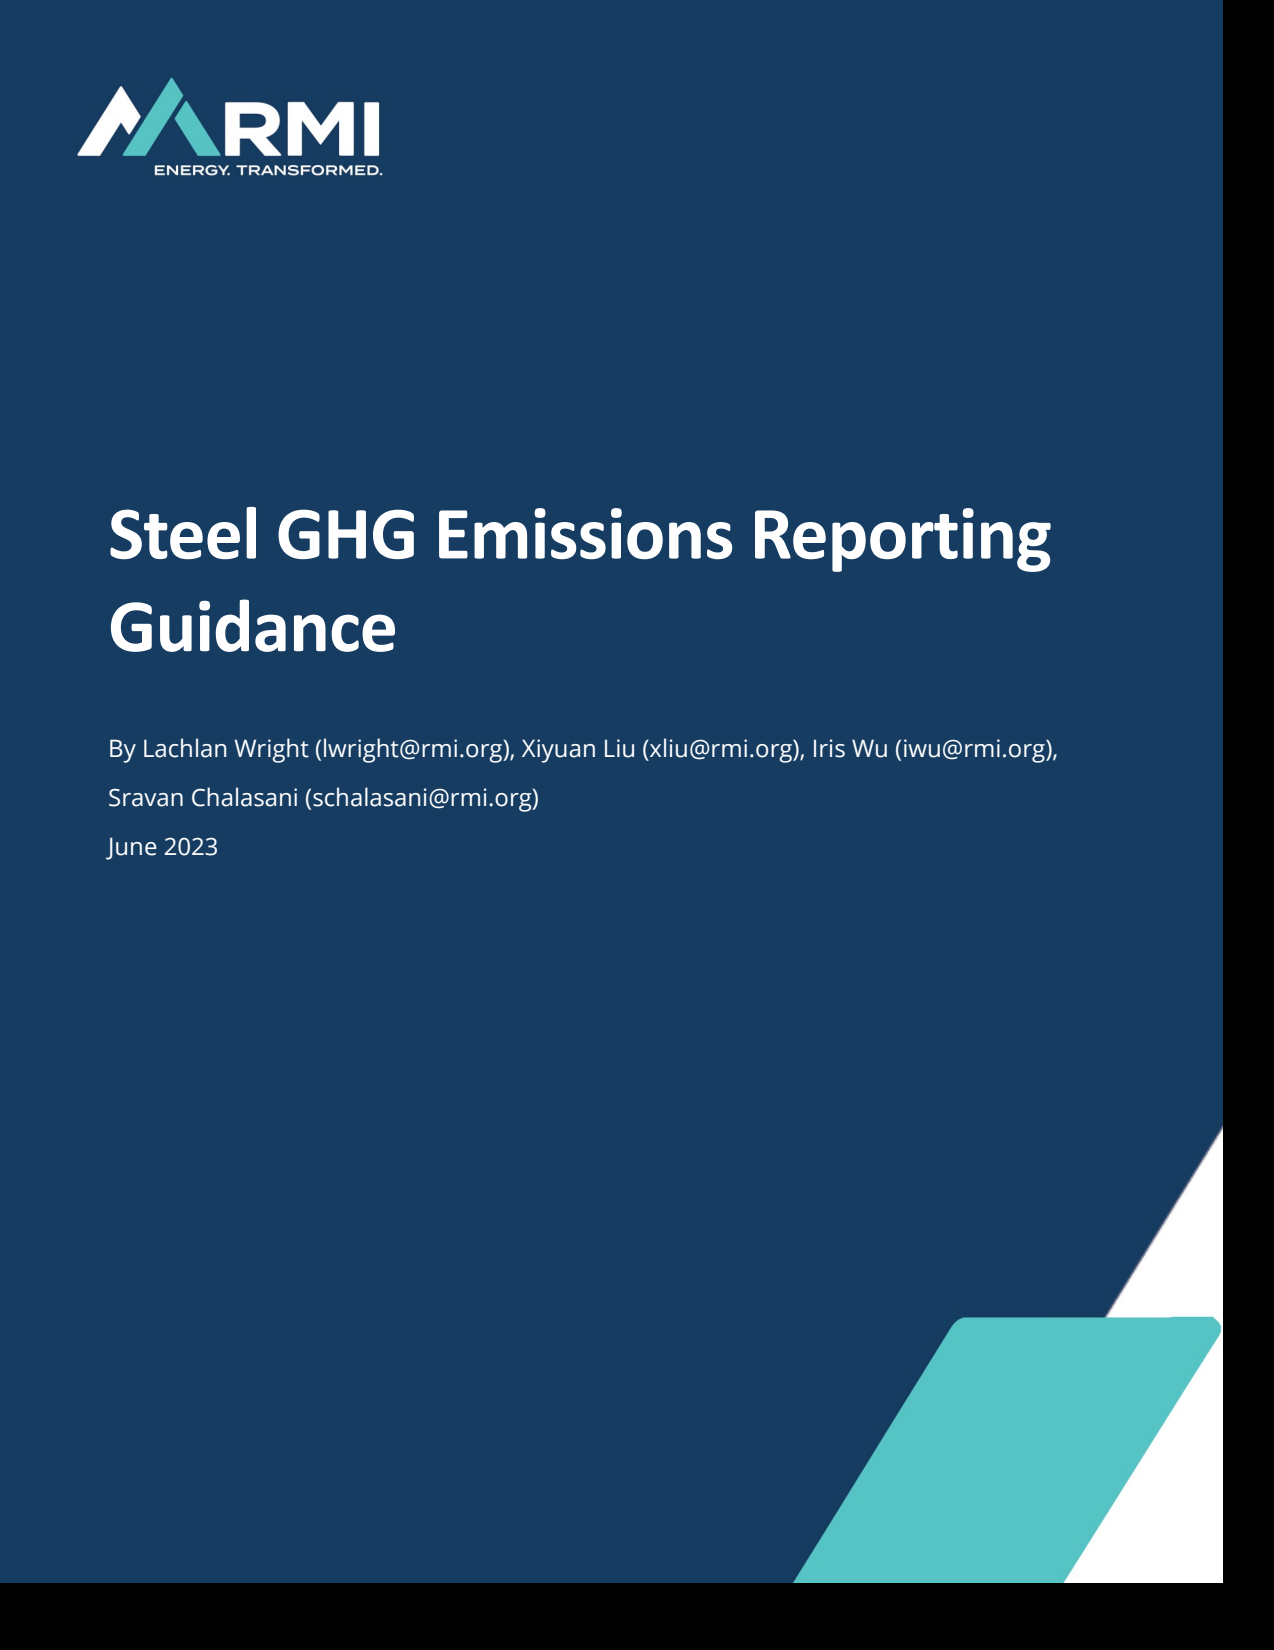 RMI
ENERGY. TRANSFORMED.
Steel GHG Emissions Reporting
Guidance
By Lachlan Wright (lwright@rmi.org), Xiyuan Liu (xliu@rmi.org), Iris Wu (iwu@rmi.org),
Sravan Chalasani (schalasani@rmi.org)
June 2023